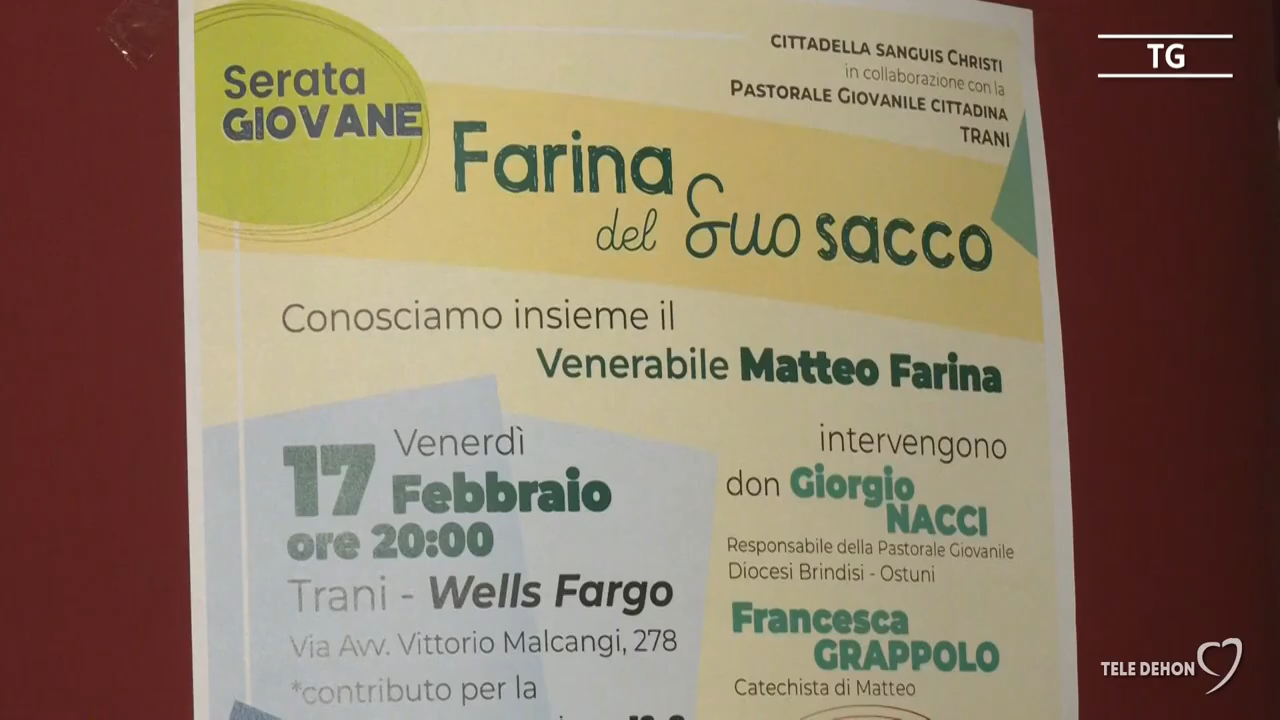 Serata
GIOVANE
CITTADELLA SANGUIS CHRISTI
in collaborazione con la
PASTORALE GIOVANILE CITTADINA
TRANI
TG
Farina
del Suo sacco
Conosciamo insieme il
Venerabile Matteo Farina
17 Venerdì
Febbraio
ore 20:00
Trani - Wells Fargo
Via Avv. Vittorio Malcangi, 278
*contributo per la
intervengono
don Giorgio
NACCI
Responsabile della Pastorale Giovanile
Diocesi Brindisi - Ostuni
Francesca
GRAPPOLO
Catechista di Matteo
TELE DEHON